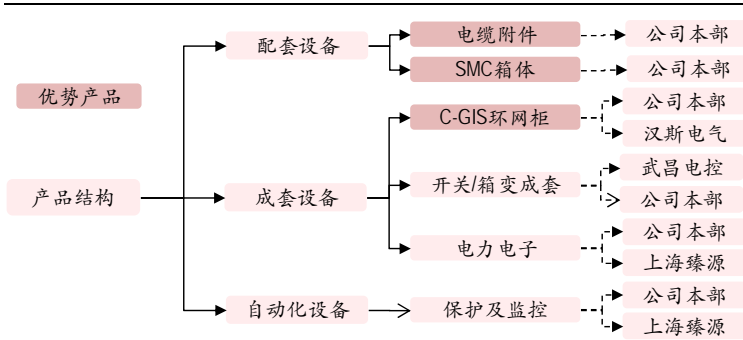 配套设备
电缆附件
公司本部
SMC箱体
公司本部
优势产品
C-GIS环网柜
公司本部
汉斯电气
产品结构
成套设备
开关/箱变成套
武昌电控
公司本部
电力电子
公司本部
上海臻源
自动化设备
保护及监控
公司本部
上海臻源